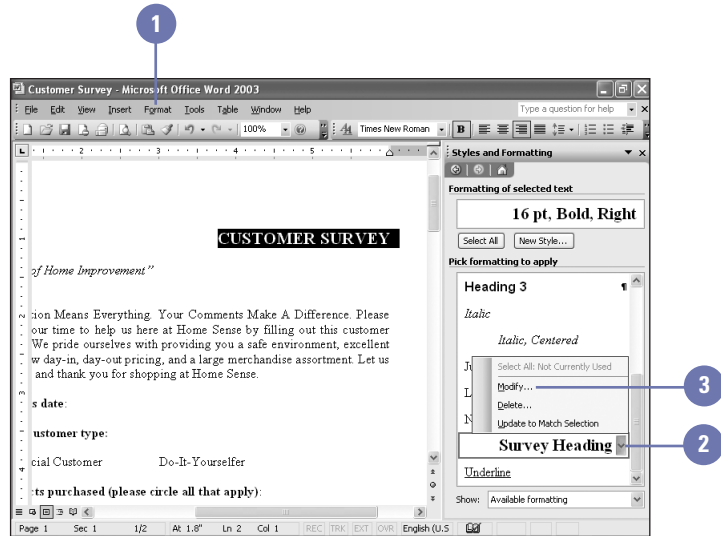 1
Customer Survey - Microsoft Office Word 2003
File Edit View Insert Format Tools Table Window Help
Type a question for help
100%
Times New Roman
B
L
2 3 4 5
Styles and Formatting
Formatting of selected text
16 pt, Bold, Right
Select All New Style...
Pick formatting to apply
Heading 3 ¶
Italic
Italic, Centered
Select All: Not Currently Used
Modify...
3
Delete...
Update to Match Selection
Survey Heading
2
Underline
Show: Available formatting
CUSTOMER SURVEY
of Home Improvement”
tion Means Everything. Your Comments Make A Difference. Please
our time to help us here at Home Sense by filling out this customer
We pride ourselves with providing you a safe environment, excellent
w day-in, day-out pricing, and a large merchandise assortment. Let us
and thank you for shopping at Home Sense.
s date:
ustomer type:
cial Customer Do-It-Yourselfer
cts purchased (please circle all that apply):
Page 1 Sec 1 1/2 At 1.8" Ln 2 Col 1 REC TRK EXT OVR English (U.S